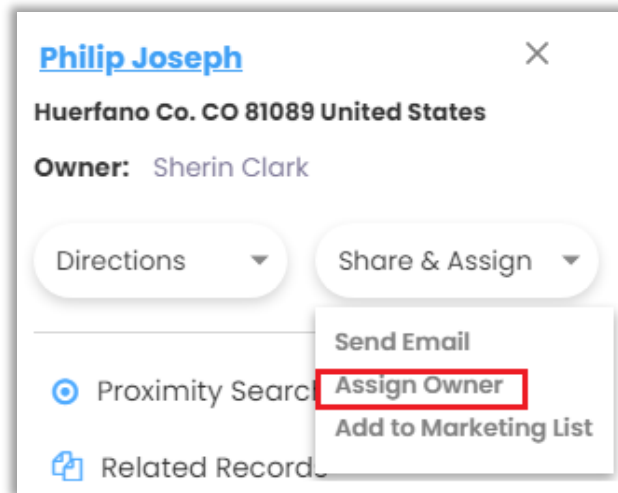 Philip Joseph
Huerfano Co. CO 81089 United States
Owner: Sherin Clark
Directions
Share & Assign
Send Email
Assign Owner
Add to Marketing List
Proximity Searc
Related Records